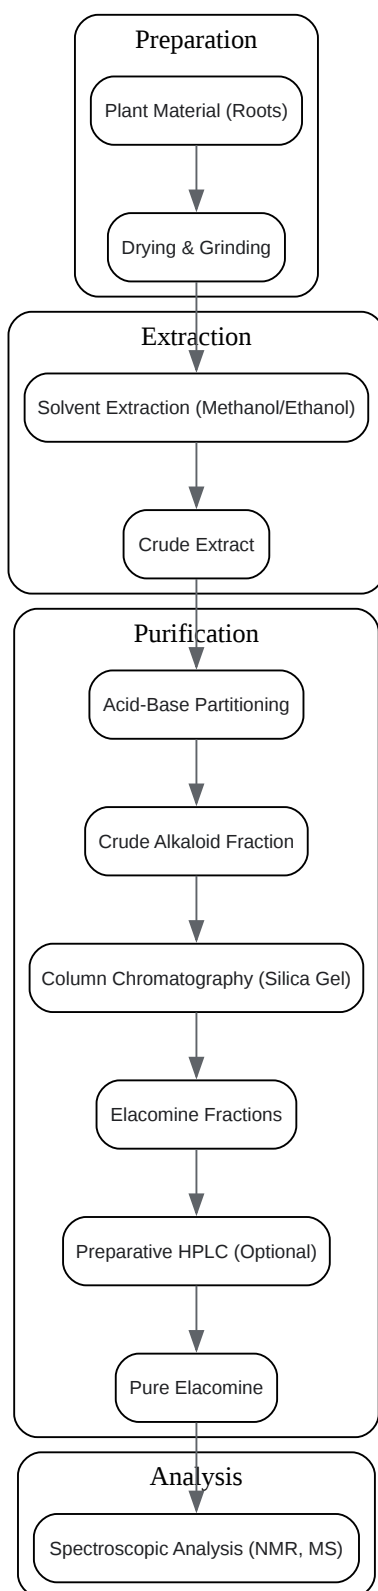 Preparation
Plant Material (Roots)
Drying & Grinding
Extraction
Solvent Extraction (Methanol/Ethanol)
Crude Extract
Purification
Acid-Base Partitioning
Crude Alkaloid Fraction
Column Chromatography (Silica Gel)
Elacomine Fractions
Preparative HPLC (Optional)
Pure Elacomine
Analysis
Spectroscopic Analysis (NMR, MS)